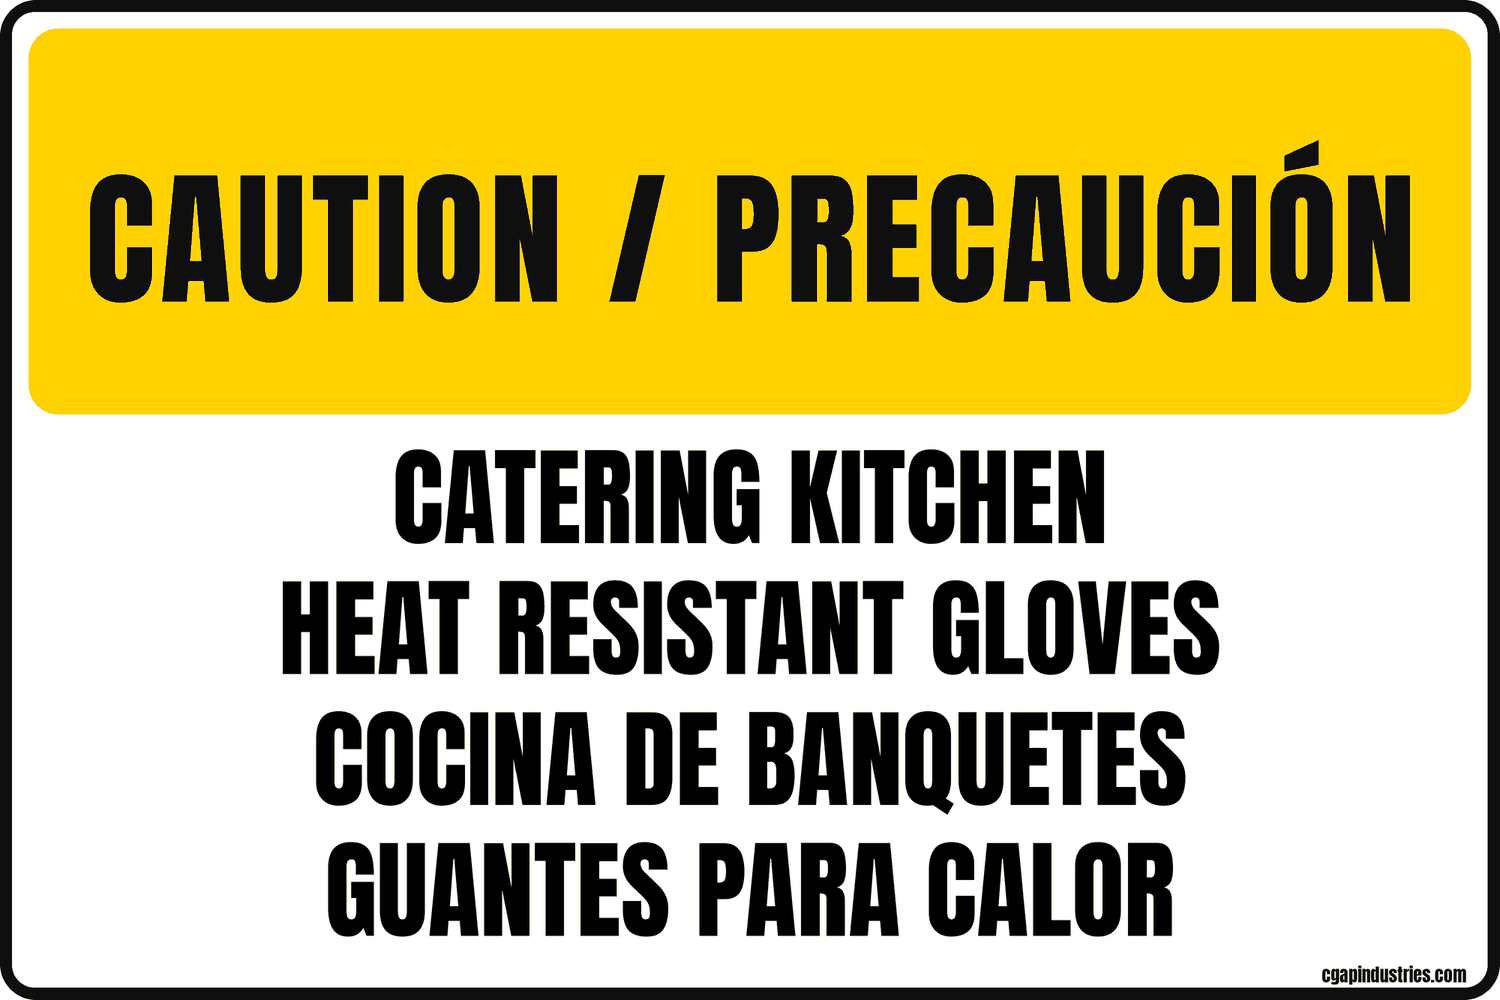 CAUTION / PRECAUCIÓN
CATERING KITCHEN
HEAT RESISTANT GLOVES
COCINA DE BANQUETES
GUANTES PARA CALOR
cgapindustries.com